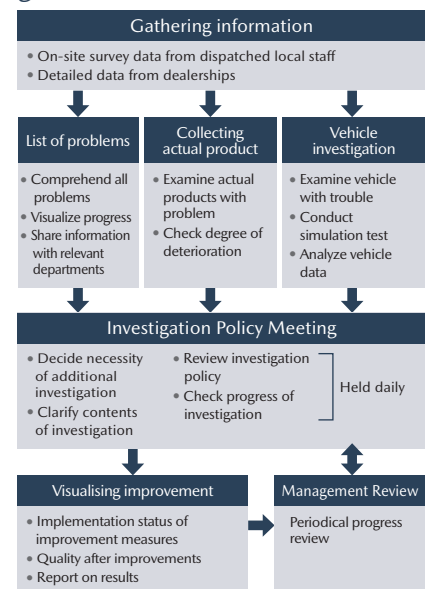 Gathering information
• On-site survey data from dispatched local staff
• Detailed data from dealerships
List of problems
• Comprehend all
problems
• Visualize progress
• Share information
with relevant
departments
Collecting
actual product
• Examine actual
products with
problem
• Check degree of
deterioration
Vehicle
investigation
• Examine vehicle
with trouble
• Conduct
simulation test
• Analyze vehicle
data
Investigation Policy Meeting
• Decide necessity
of additional
investigation
• Clarify contents
of investigation
• Review investigation
policy
• Check progress of
investigation
Held daily
Visualising improvement
• Implementation status of
improvement measures
• Quality after improvements
• Report on results
Management Review
Periodical progress
review